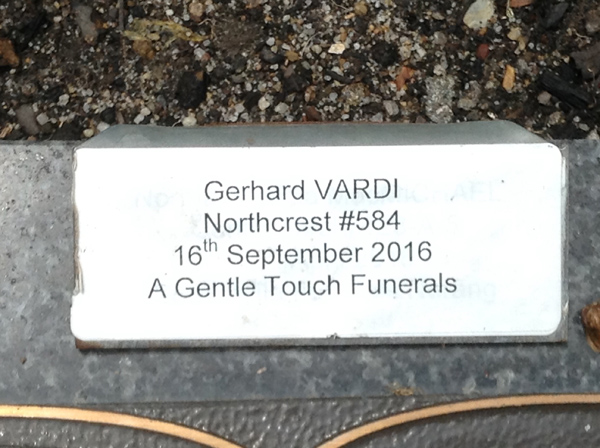 Gerhard VARDI
Northcrest #584
16th September 2016
A Gentle Touch Funerals